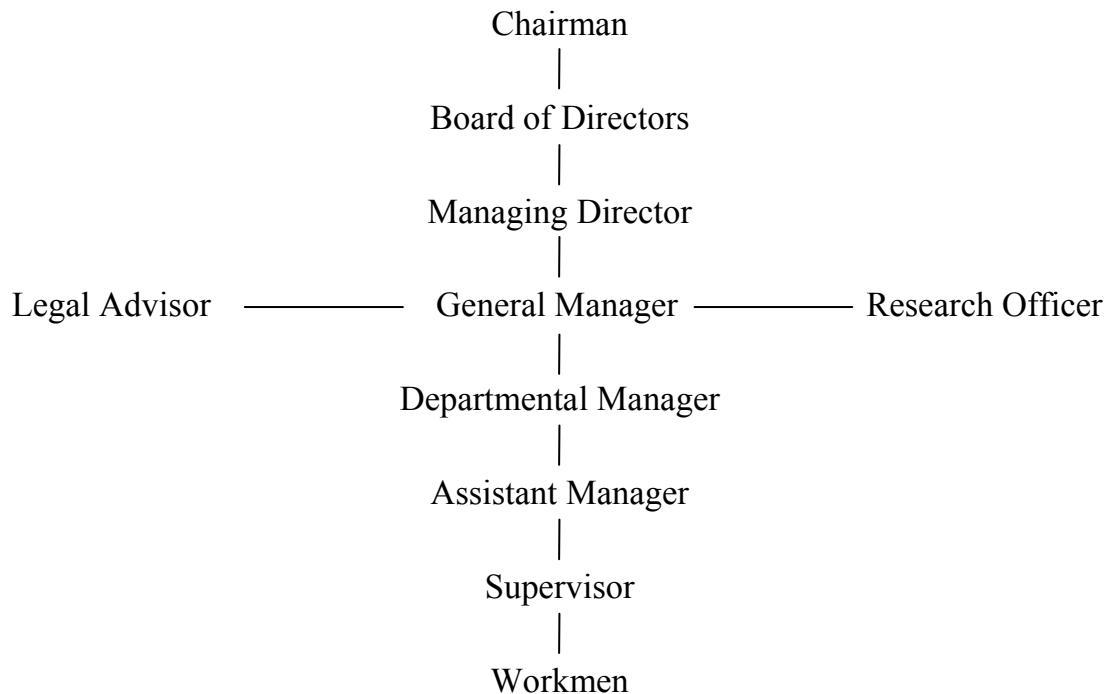 Chairman
Board of Directors
Managing Director
Legal Advisor General Manager Research Officer
Departmental Manager
Assistant Manager
Supervisor
Workmen